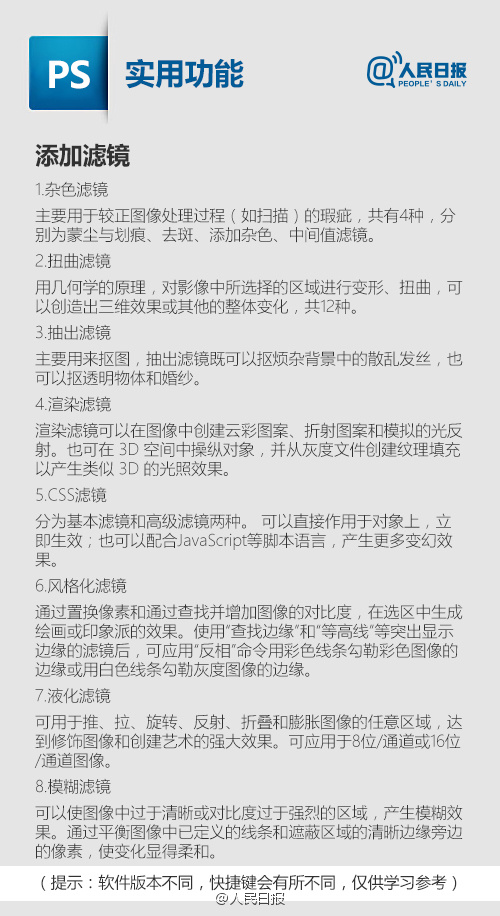 PS
实用功能
@人民日报
PEOPLE'S DAILY
添加滤镜
1.杂色滤镜
主要用于较正图像处理过程（如扫描）的瑕疵，共有4种，分
别为蒙尘与划痕、去斑、添加杂色、中间值滤镜。
2.扭曲滤镜
用几何学的原理，对影像中所选择的区域进行变形、扭曲，可
以创造出三维效果或其他的整体变化，共12种。
3.抽出滤镜
主要用来抠图，抽出滤镜既可以抠烦杂背景中的散乱发丝，也
可以抠透明物体和婚纱。
4.渲染滤镜
渲染滤镜可以在图像中创建云彩图案、折射图案和模拟的光反
射。也可在 3D 空间中操纵对象，并从灰度文件创建纹理填充
以产生类似 3D 的光照效果。
5.CSS滤镜
分为基本滤镜和高级滤镜两种。 可以直接作用于对象上，立
即生效；也可以配合JavaScript等脚本语言，产生更多变幻效
果。
6.风格化滤镜
通过置换像素和通过查找并增加图像的对比度，在选区中生成
绘画或印象派的效果。使用“查找边缘”和“等高线”等突出显示
边缘的滤镜后，可应用“反相”命令用彩色线条勾勒彩色图像的
边缘或用白色线条勾勒灰度图像的边缘。
7.液化滤镜
可用于推、拉、旋转、反射、折叠和膨胀图像的任意区域，达
到修饰图像和创建艺术的强大效果。可应用于8位/通道或16位
/通道图像。
8.模糊滤镜
可以使图像中过于清晰或对比度过于强烈的区域，产生模糊效
果。通过平衡图像中已定义的线条和遮蔽区域的清晰边缘旁边
的像素，使变化显得柔和。
（提示：软件版本不同，快捷键会有所不同，仅供学习参考）
@人民日报